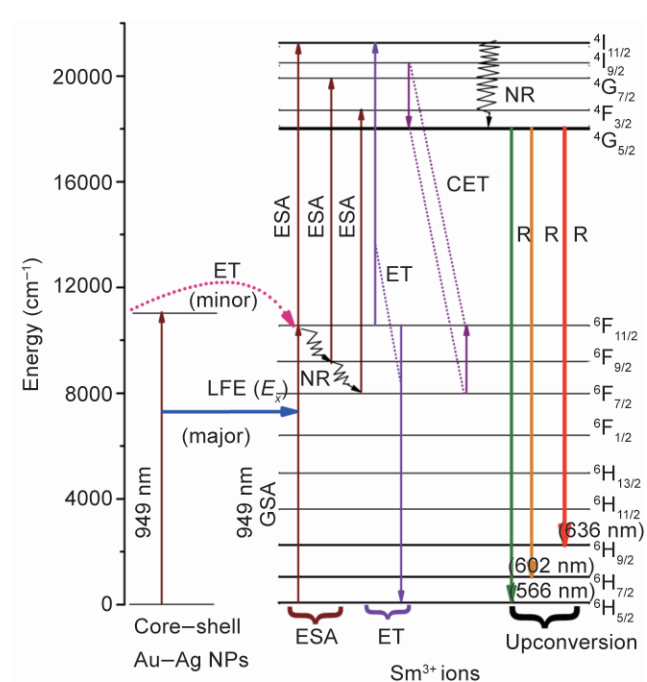 Energy (cm⁻¹)
20000
16000
12000
8000
4000
0
ET
(minor)
LFE (Eₓ̄)
(major)
949 nm
949 nm
GSA
ESA
ESA
ESA
NR
ET
CET
NR
R
R
R
⁴I₁₁/₂
⁴I₉/₂
⁴G₇/₂
⁴F₃/₂
⁴G₅/₂
⁶F₁₁/₂
⁶F₉/₂
⁶F₇/₂
⁶F₁/₂
⁶H₁₃/₂
⁶H₁₁/₂
(636 nm)
⁶H₉/₂
(602 nm)
⁶H₇/₂
(566 nm)
⁶H₅/₂
Core–shell
Au–Ag NPs
ESA
ET
Upconversion
Sm³⁺ ions